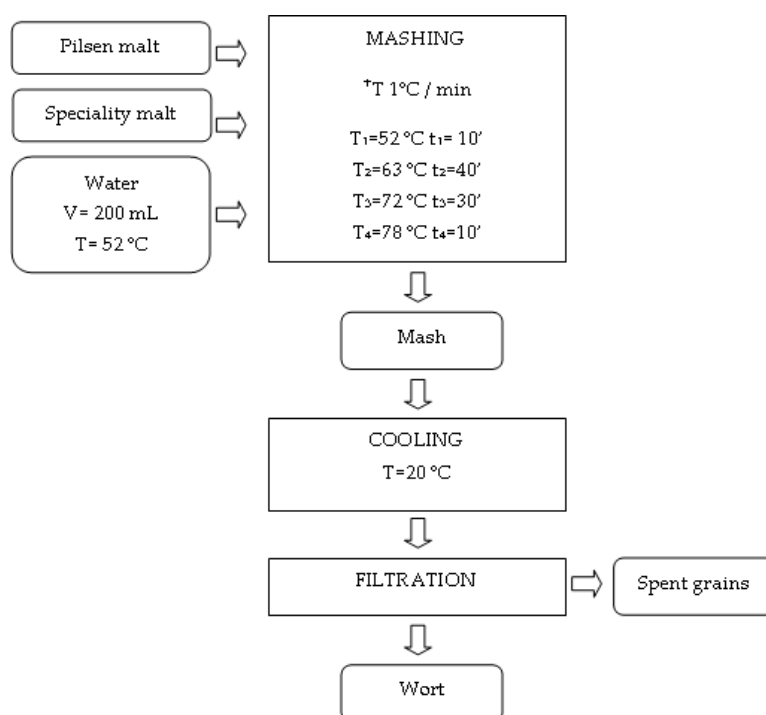 Pilsen malt
Speciality malt
Water
V= 200 mL
T= 52 °C
MASHING
↑T 1°C / min
T₁=52 °C t₁= 10’
T₂=63 °C t₂=40’
T₃=72 °C t₃=30’
T₄=78 °C t₄=10’
Mash
COOLING
T=20 °C
FILTRATION
Spent grains
Wort